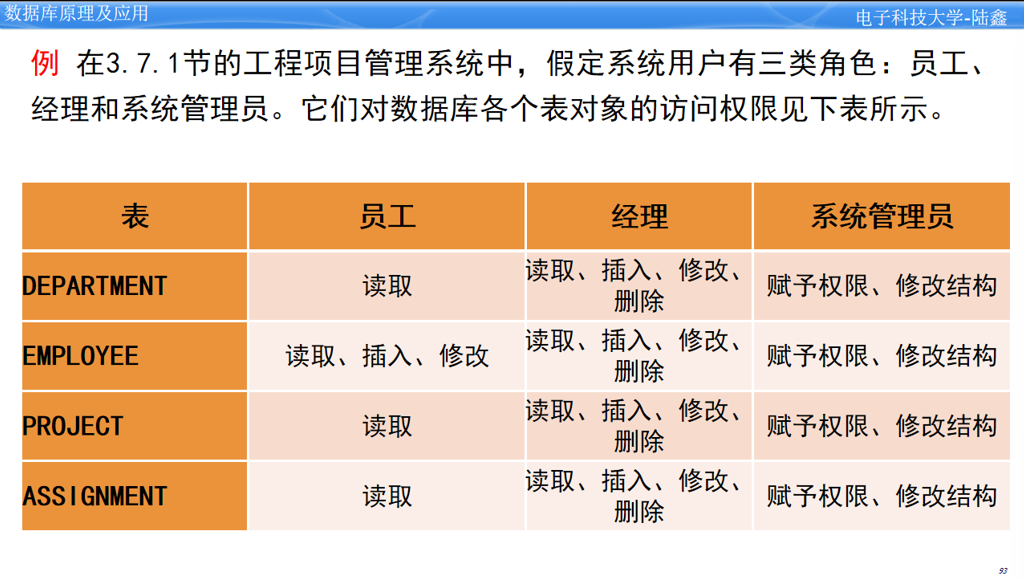 数据库原理及应用
电子科技大学-陆鑫
例 在3.7.1节的工程项目管理系统中，假定系统用户有三类角色：员工、
经理和系统管理员。它们对数据库各个表对象的访问权限见下表所示。
表 员工 经理 系统管理员
DEPARTMENT 读取 读取、插入、修改、
删除 赋予权限、修改结构
EMPLOYEE 读取、插入、修改 读取、插入、修改、
删除 赋予权限、修改结构
PROJECT 读取 读取、插入、修改、
删除 赋予权限、修改结构
ASSIGNMENT 读取 读取、插入、修改、
删除 赋予权限、修改结构
93